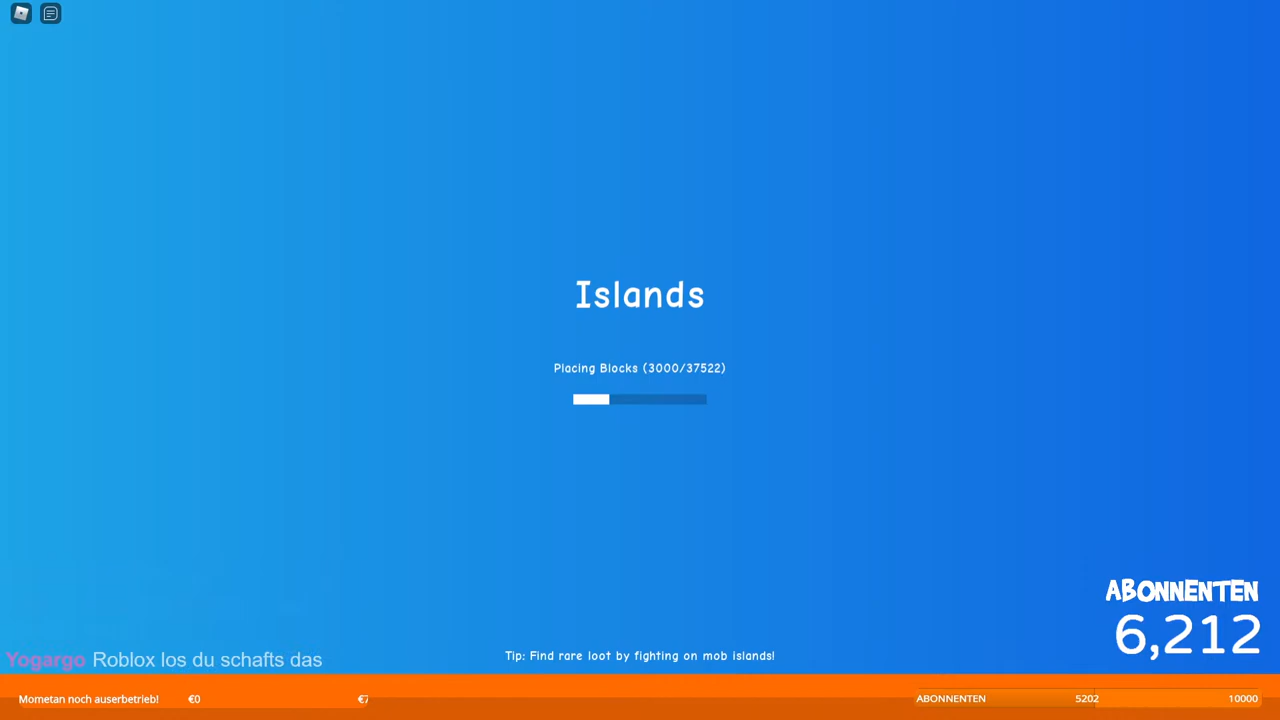 Islands
Placing Blocks (3000/37522)
ABONNENTEN
6,212
Yogargo Roblox los du schafts das
Tip: Find rare loot by fighting on mob islands!
Mometan noch auserbetrieb! €0
ABONNENTEN 5202 10000